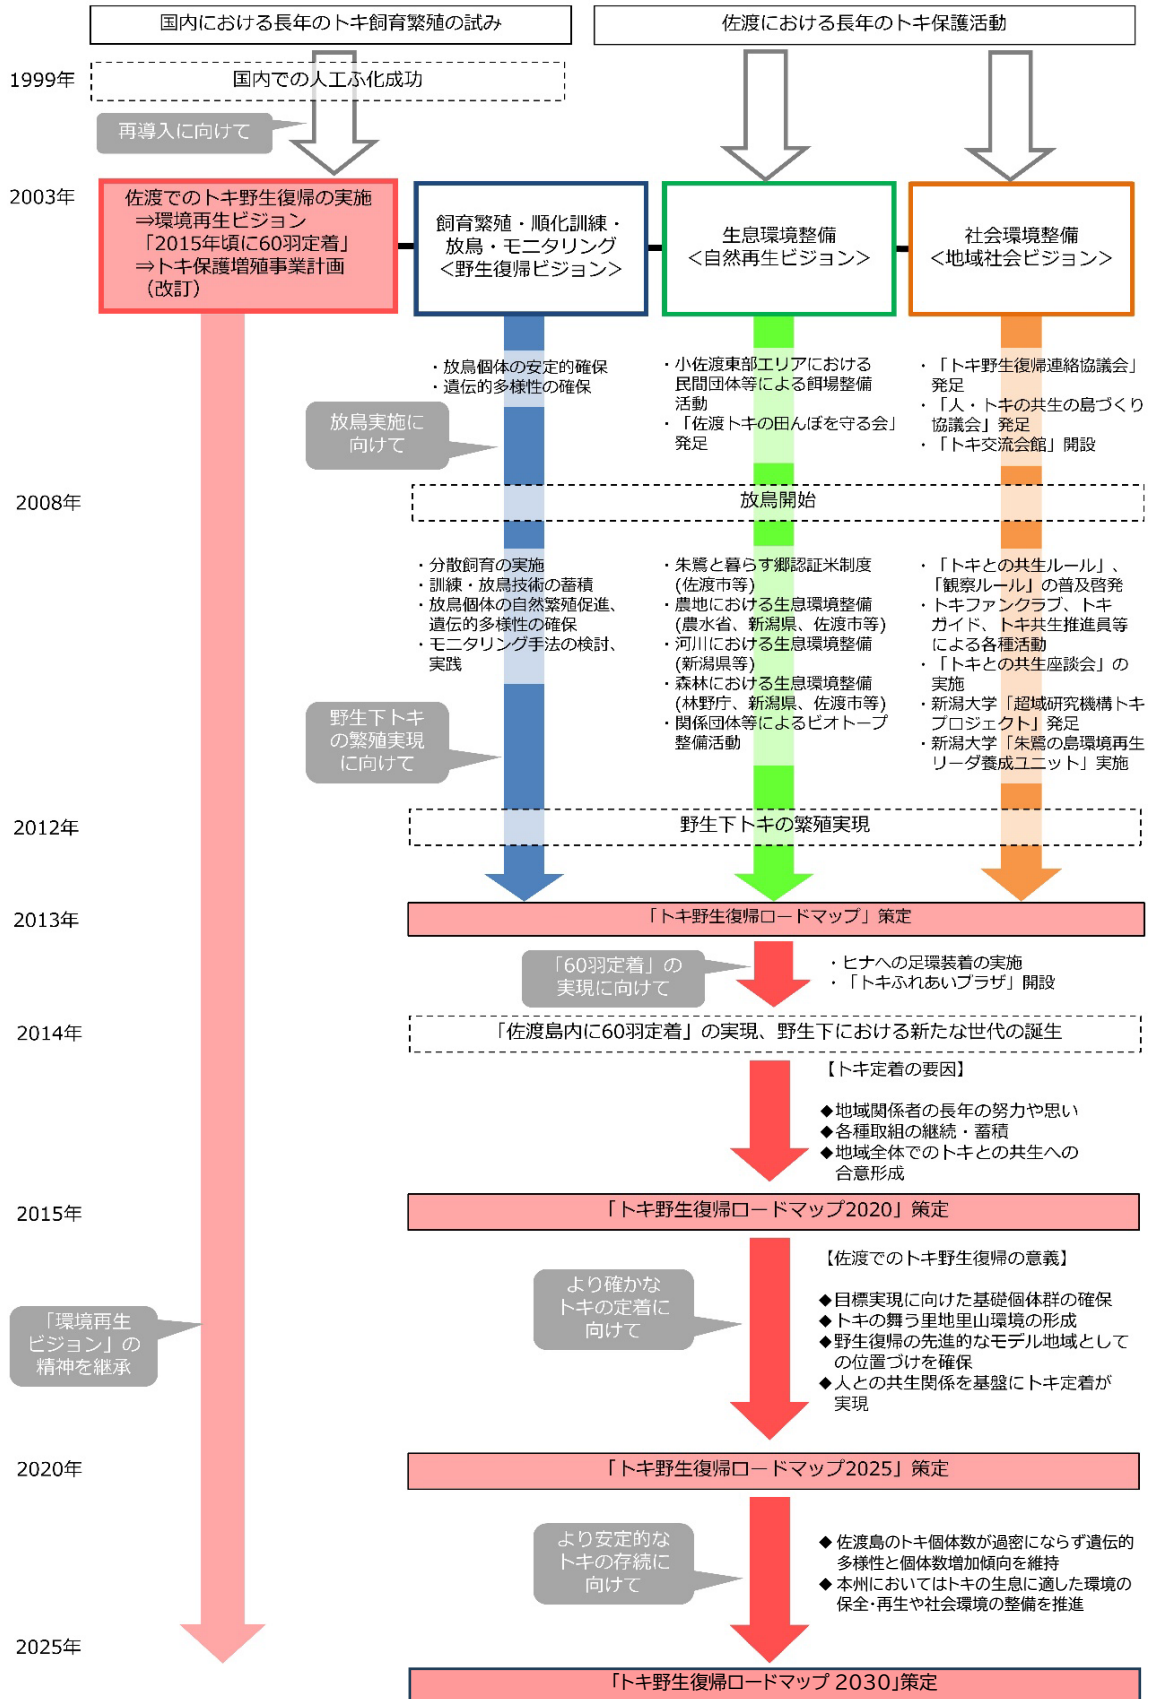 国内における長年のトキ飼育繁殖の試み
佐渡における長年のトキ保護活動
1999年
国内での人工ふ化成功
再導入に向けて
2003年
佐渡でのトキ野生復帰の実施
⇒環境再生ビジョン
「2015年頃に60羽定着」
⇒トキ保護増殖事業計画
（改訂）
飼育繁殖・順化訓練・
放鳥・モニタリング
＜野生復帰ビジョン＞
生息環境整備
＜自然再生ビジョン＞
社会環境整備
＜地域社会ビジョン＞
・放鳥個体の安定的確保
・遺伝的多様性の確保
・小佐渡東部エリアにおける
民間団体等による餌場整備
活動
・「佐渡トキの田んぼを守る会」
発足
・「トキ野生復帰連絡協議会」
発足
・「人・トキの共生の島づくり
協議会」発足
・「トキ交流会館」開設
放鳥実施に
向けて
2008年
放鳥開始
・分散飼育の実施
・訓練・放鳥技術の蓄積
・放鳥個体の自然繁殖促進、
遺伝的多様性の確保
・モニタリング手法の検討、
実践
・朱鷺と暮らす郷認証米制度
(佐渡市等)
・農地における生息環境整備
(農水省、新潟県、佐渡市等)
・河川における生息環境整備
(新潟県等)
・森林における生息環境整備
(林野庁、新潟県、佐渡市等)
・関係団体等によるビオトープ
整備活動
・「トキとの共生ルール」、
「観察ルール」の普及啓発
・トキファンクラブ、トキ
ガイド、トキ共生推進員等
による各種活動
・「トキとの共生座談会」の
実施
・新潟大学「超域研究機構トキ
プロジェクト」発足
・新潟大学「朱鷺の島環境再生
リーダ養成ユニット」実施
野生下トキ
の繁殖実現
に向けて
2012年
野生下トキの繁殖実現
2013年
「トキ野生復帰ロードマップ」策定
「60羽定着」の
実現に向けて
・ヒナへの足環装着の実施
・「トキふれあいプラザ」開設
2014年
「佐渡島内に60羽定着」の実現、野生下における新たな世代の誕生
【トキ定着の要因】
◆地域関係者の長年の努力や思い
◆各種取組の継続・蓄積
◆地域全体でのトキとの共生への
合意形成
2015年
「トキ野生復帰ロードマップ2020」策定
【佐渡でのトキ野生復帰の意義】
◆目標実現に向けた基礎個体群の確保
◆トキの舞う里地里山環境の形成
◆野生復帰の先進的なモデル地域として
の位置づけを確保
◆人との共生関係を基盤にトキ定着が
実現
より確かな
トキの定着に
向けて
「環境再生
ビジョン」の
精神を継承
2020年
「トキ野生復帰ロードマップ2025」策定
より安定的な
トキの存続に
向けて
◆ 佐渡島のトキ個体数が過密にならず遺伝的
多様性と個体数増加傾向を維持
◆ 本州においてはトキの生息に適した環境の
保全・再生や社会環境の整備を推進
2025年
「トキ野生復帰ロードマップ 2030」策定